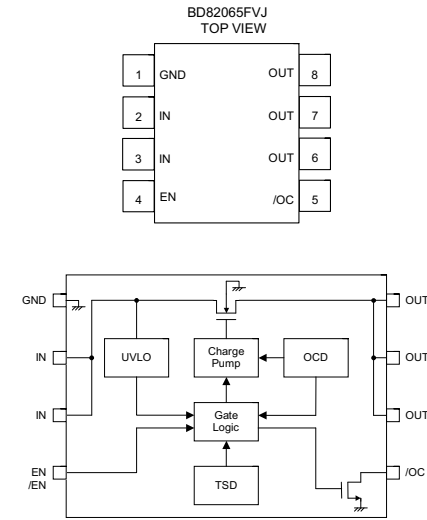 BD82065FVJ
TOP VIEW
1 GND OUT 8
2 IN OUT 7
3 IN OUT 6
4 EN /OC 5
GND OUT
IN UVLO Charge Pump OCD OUT
IN Gate Logic OUT
EN
/EN TSD /OC